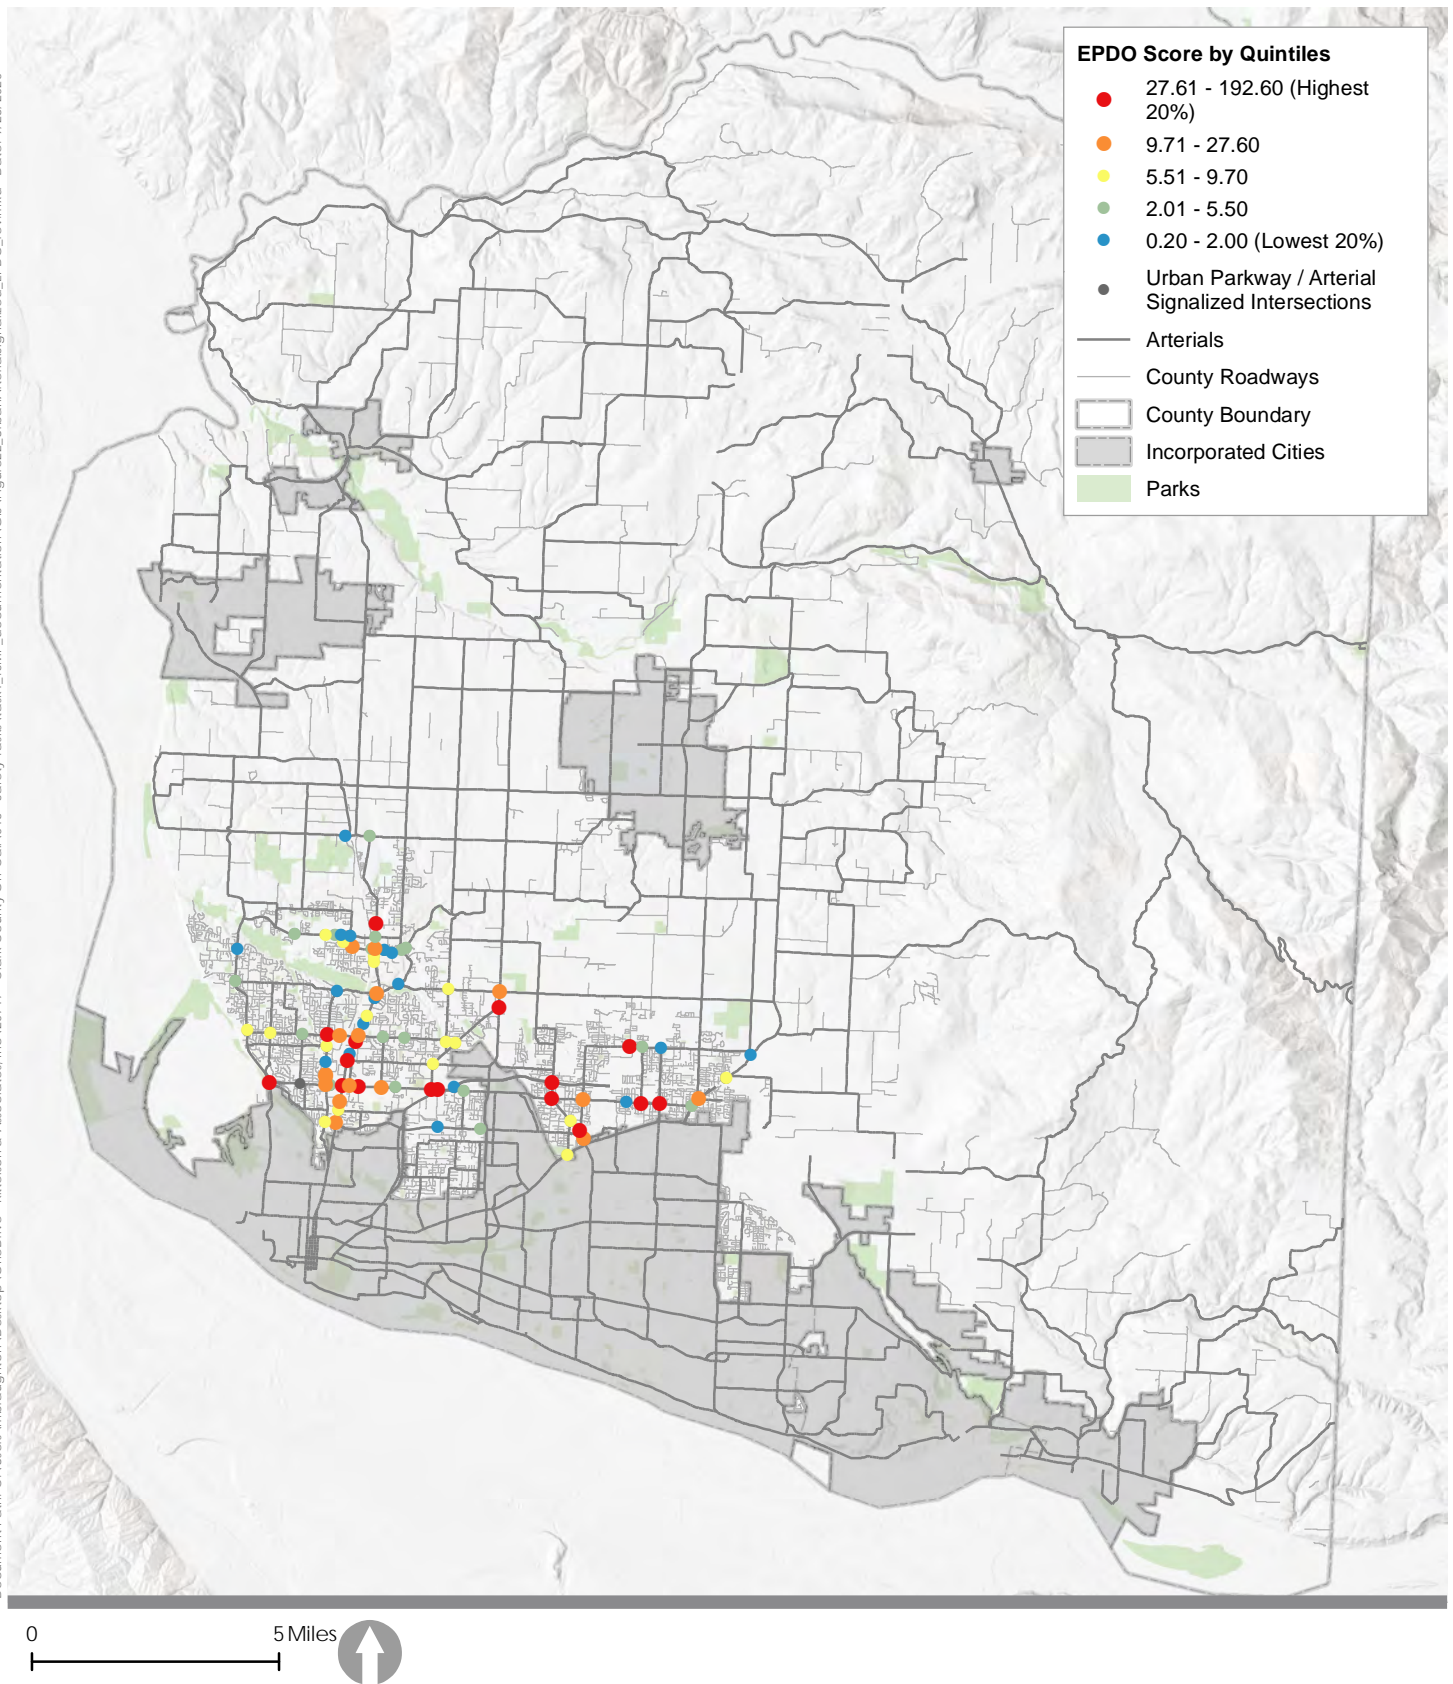 EPDO Score by Quintiles
27.61 - 192.60 (Highest
20%)
9.71 - 27.60
5.51 - 9.70
2.01 - 5.50
0.20 - 2.00 (Lowest 20%)
Urban Parkway / Arterial
Signalized Intersections
Arterials
County Roadways
County Boundary
Incorporated Cities
Parks
0
5 Miles